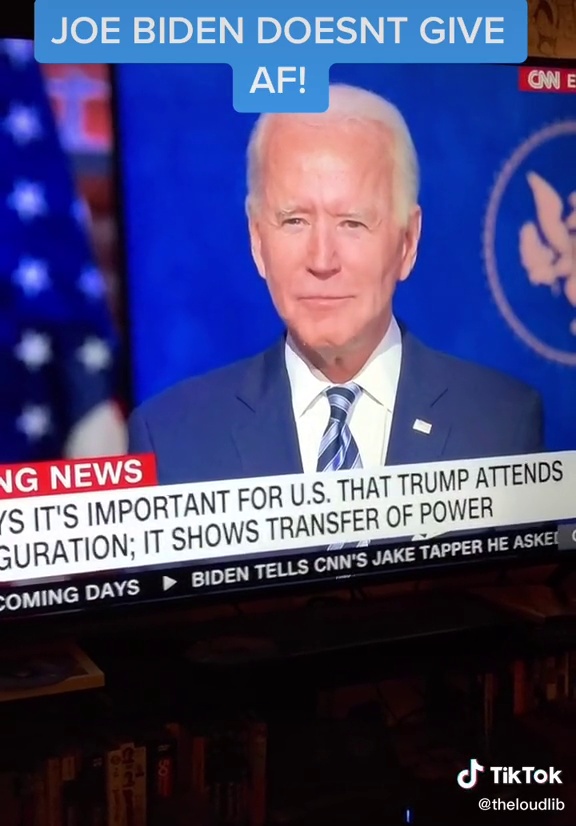 JOE BIDEN DOESNT GIVE
AF!
CNN E
NG NEWS
YS IT'S IMPORTANT FOR U.S. THAT TRUMP ATTENDS
GURATION; IT SHOWS TRANSFER OF POWER
COMING DAYS ▶ BIDEN TELLS CNN'S JAKE TAPPER HE ASKED
TikTok
@theloudlib